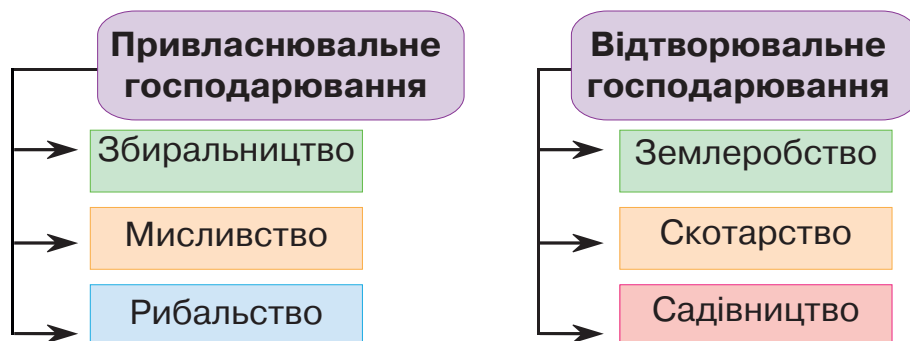 Привласнювальне
господарювання
Збиральництво
Мисливство
Рибальство
Відтворювальне
господарювання
Землеробство
Скотарство
Садівництво